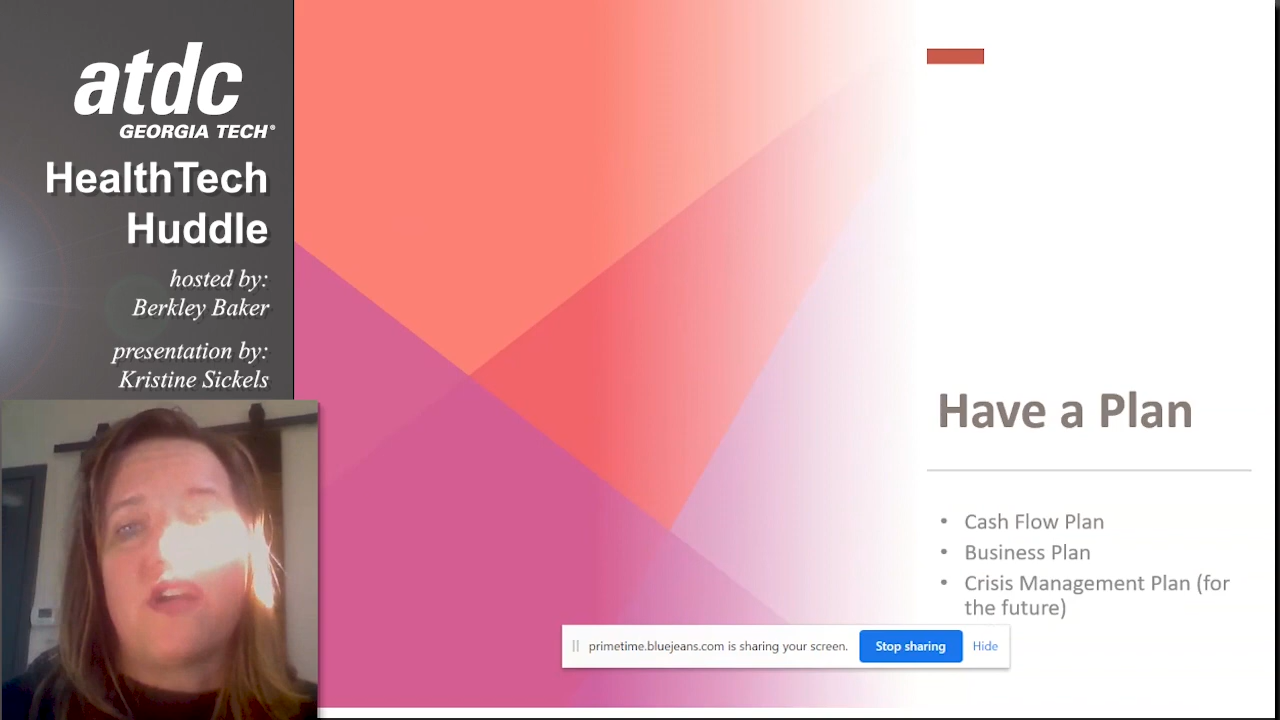 atdc
GEORGIA TECH®
HealthTech
Huddle
hosted by:
Berkley Baker
presentation by:
Kristine Sickels
Have a Plan
• Cash Flow Plan
• Business Plan
• Crisis Management Plan (for
the future)
primetime.bluejeans.com is sharing your screen.
Stop sharing
Hide